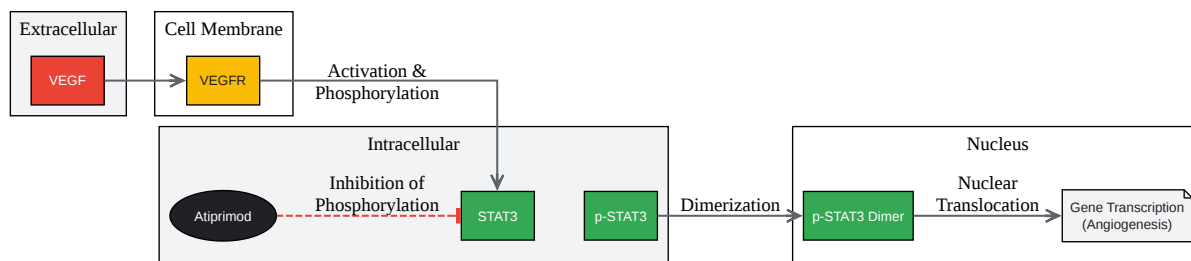 Extracellular
Cell Membrane
VEGF
VEGFR
Activation &
Phosphorylation
Intracellular
Nucleus
Atiprimod
Inhibition of
Phosphorylation
STAT3
p-STAT3
Dimerization
p-STAT3 Dimer
Nuclear
Translocation
Gene Transcription
(Angiogenesis)